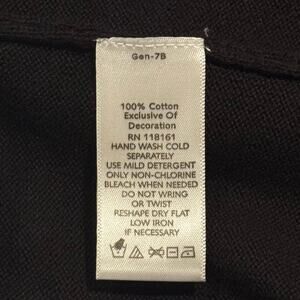 Gen-7B
100% Cotton
Exclusive Of
Decoration
RN 118161
HAND WASH COLD
SEPARATELY
USE MILD DETERGENT
ONLY NON-CHLORINE
BLEACH WHEN NEEDED
DO NOT WRING
OR TWIST
RESHAPE DRY FLAT
LOW IRON
IF NECESSARY